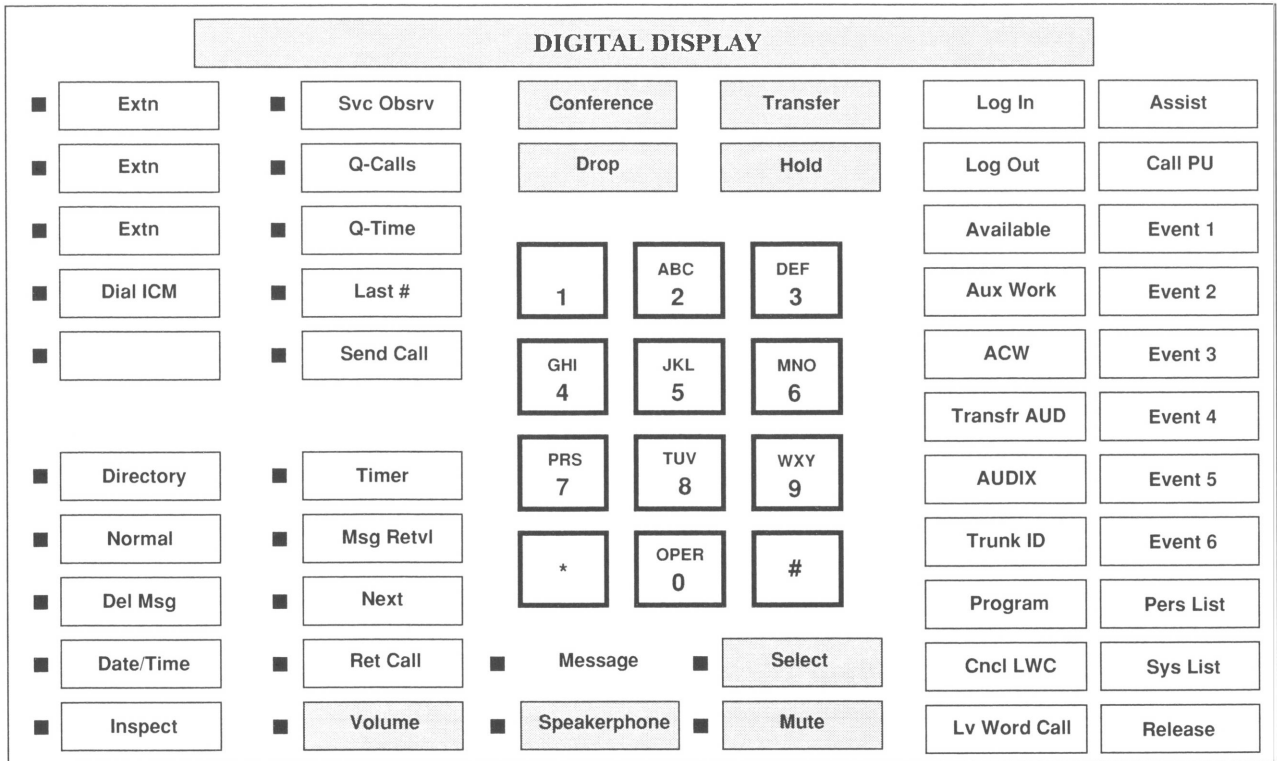 DIGITAL DISPLAY
Extn Svc Obsrv Conference Transfer Log In Assist
Extn Q-Calls Drop Hold Log Out Call PU
Extn Q-Time Available Event 1
Dial ICM Last # Aux Work Event 2
Send Call ACW Event 3
Transfr AUD Event 4
ABC DEF
1 2 3
GHI JKL MNO
4 5 6
PRS TUV WXY
7 8 9
* OPER #
0
Directory Timer AUDIX Event 5
Normal Msg Retvl Trunk ID Event 6
Del Msg Next Program Pers List
Date/Time Ret Call Message Select Cncl LWC Sys List
Inspect Volume Speakerphone Mute Lv Word Call Release